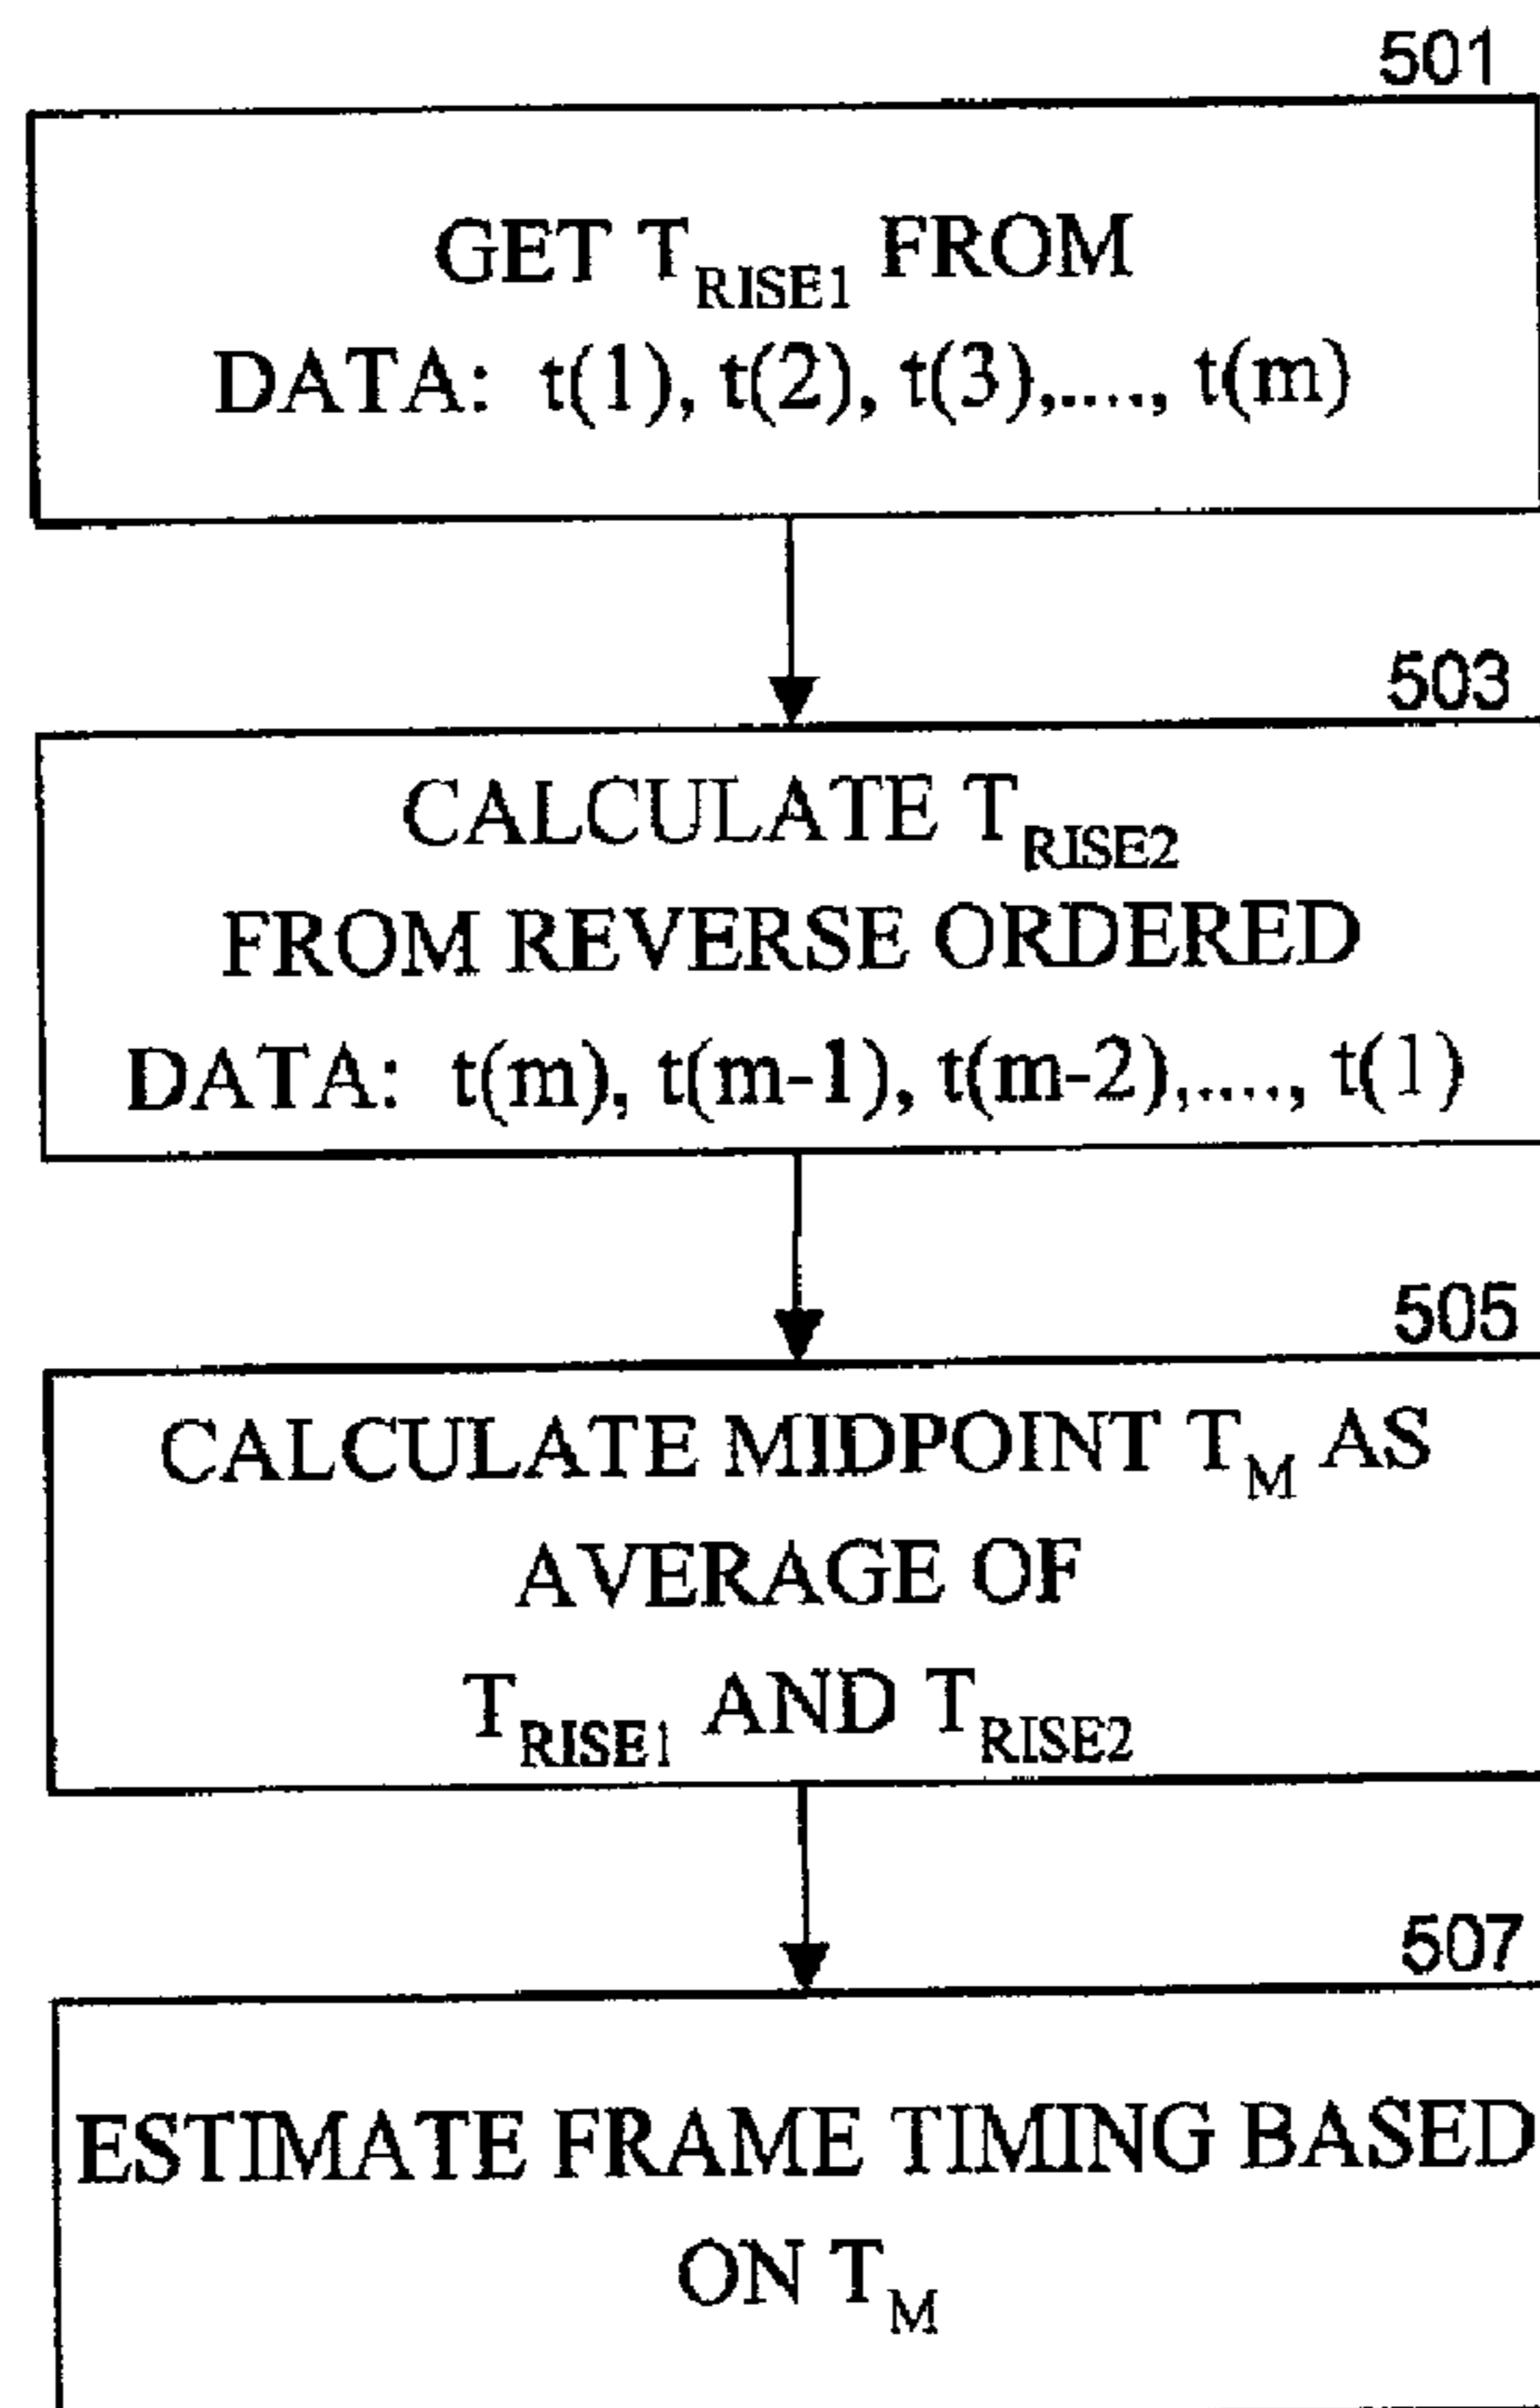 501
GET T_RISE1 FROM
DATA: t(1), t(2), t(3),...., t(m)
503
CALCULATE T_RISE2
FROM REVERSE ORDERED
DATA: t(m), t(m-1), t(m-2),...., t(1)
505
CALCULATE MIDPOINT T_M AS
AVERAGE OF
T_RISE1 AND T_RISE2
507
ESTIMATE FRAME TIMING BASED
ON T_M